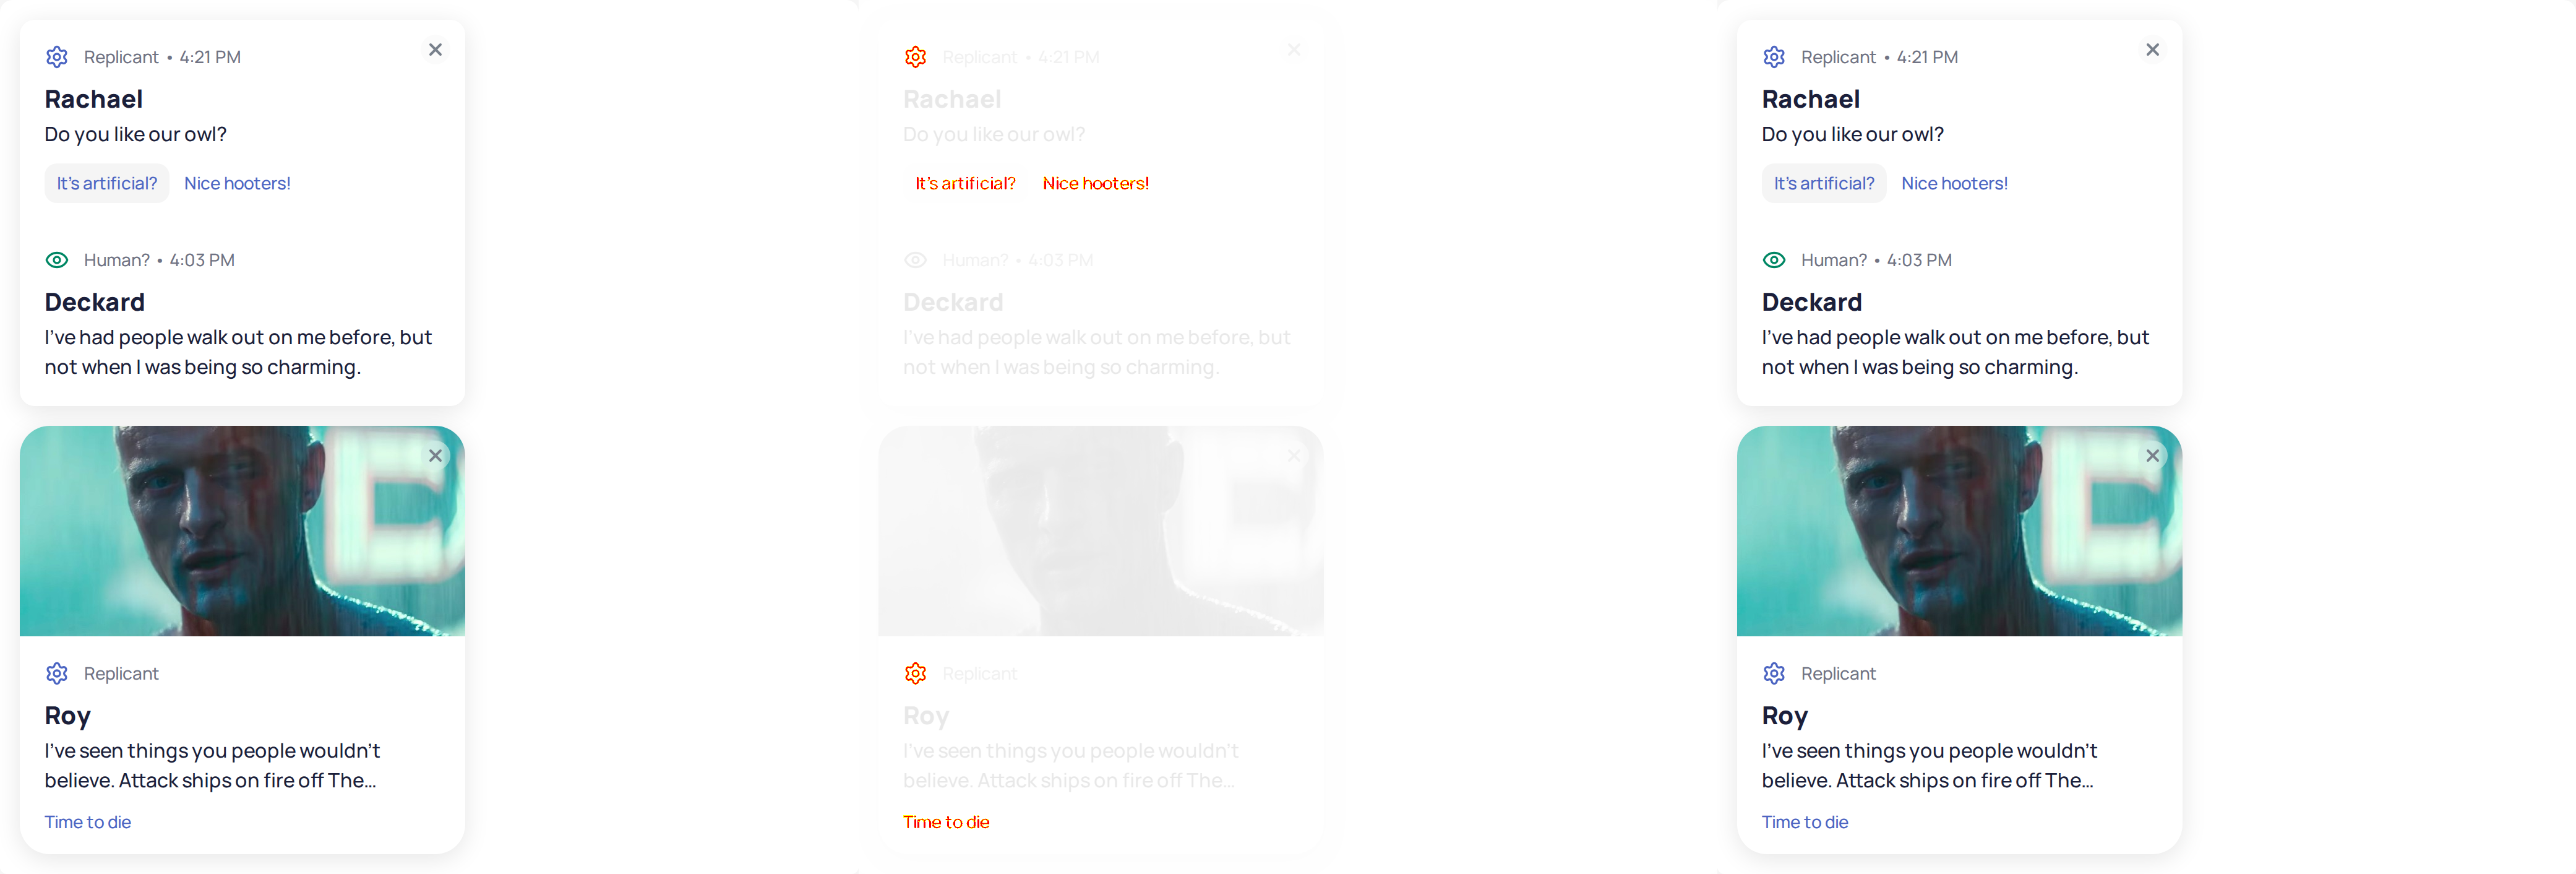 Replicant • 4:21 PM
Rachael
Do you like our owl?
It's artificial?
Nice hooters!
Human? • 4:03 PM
Deckard
I've had people walk out on me before, but
not when I was being so charming.
Replicant
Roy
I've seen things you people wouldn't
believe. Attack ships on fire off The...
Time to die
Replicant • 4:21 PM
Rachael
Do you like our owl?
It's artificial?
Nice hooters!
Human? • 4:03 PM
Deckard
I've had people walk out on me before, but
not when I was being so charming.
Replicant
Roy
I've seen things you people wouldn't
believe. Attack ships on fire off The...
Time to die
Replicant • 4:21 PM
Rachael
Do you like our owl?
It's artificial?
Nice hooters!
Human? • 4:03 PM
Deckard
I've had people walk out on me before, but
not when I was being so charming.
Replicant
Roy
I've seen things you people wouldn't
believe. Attack ships on fire off The...
Time to die